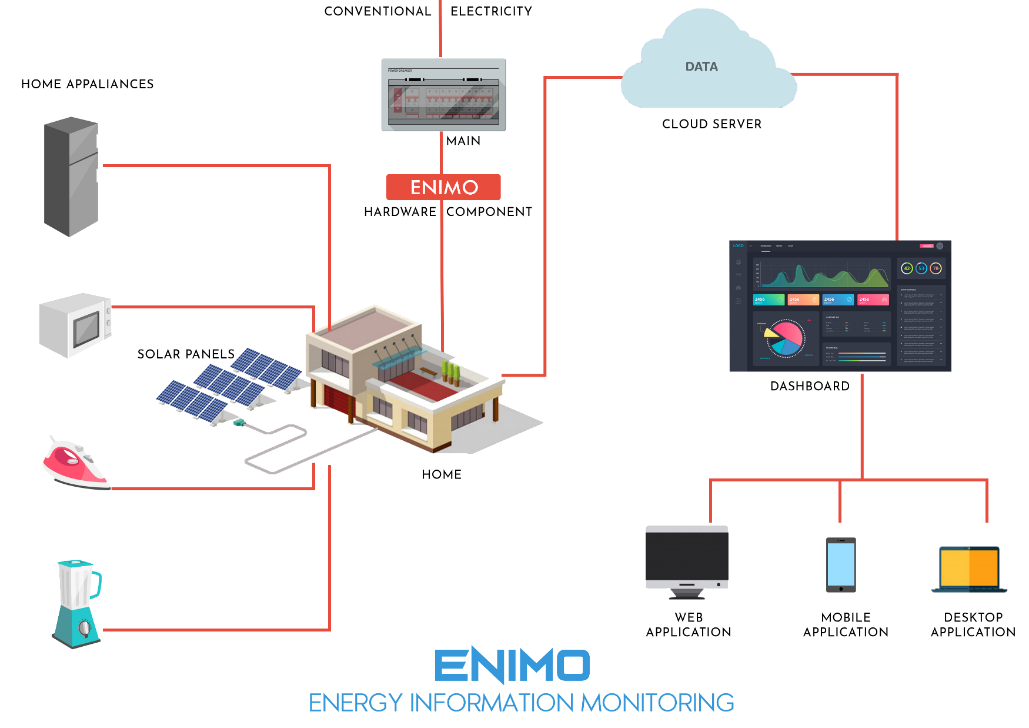 CONVENTIONAL ELECTRICITY
HOME APPALIANCES
DATA
CLOUD SERVER
MAIN
ENIMO
HARDWARE COMPONENT
SOLAR PANELS
HOME
DASHBOARD
WEB
APPLICATION
MOBILE
APPLICATION
DESKTOP
APPLICATION
ENIMO
ENERGY INFORMATION MONITORING